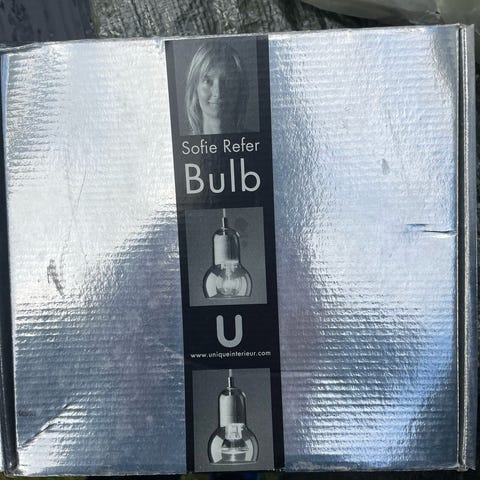 Sofie Refer
Bulb
U
www.uniqueinterieur.com